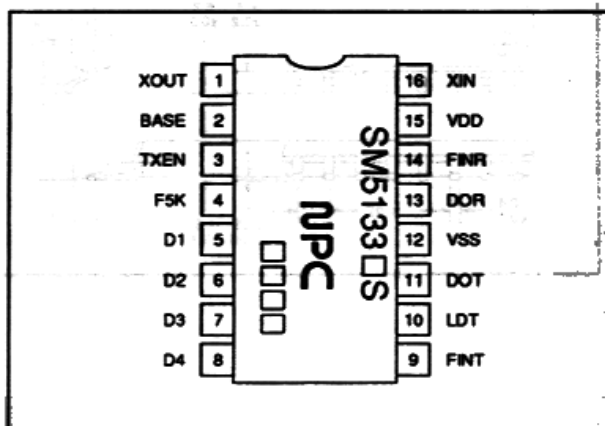 XOUT 1 16 XIN
BASE 2 15 VDD
TXEN 3 14 FINR
F5K 4 13 DOR
D1 5 12 VSS
D2 6 11 DOT
D3 7 10 LDT
D4 8 9 FINT
SM5133□S
NPC